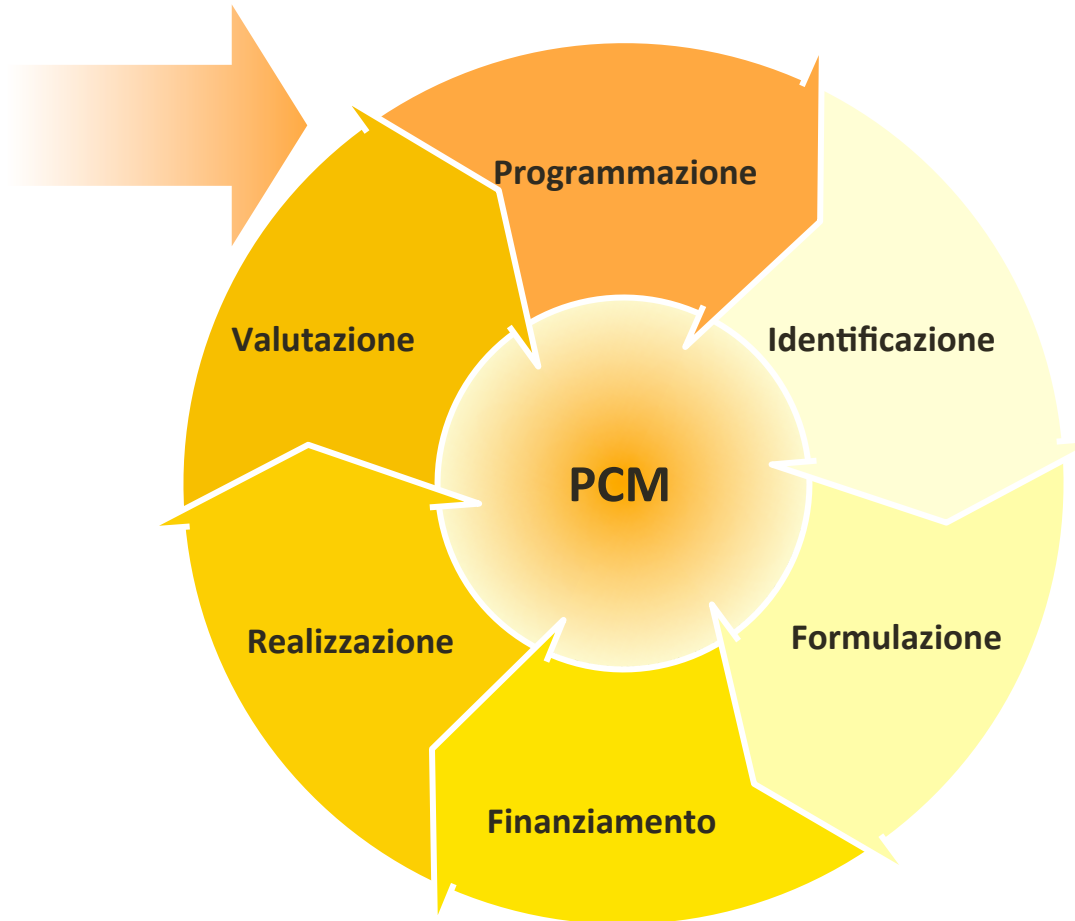 Programmazione
Identificazione
Formulazione
Finanziamento
Realizzazione
Valutazione
PCM